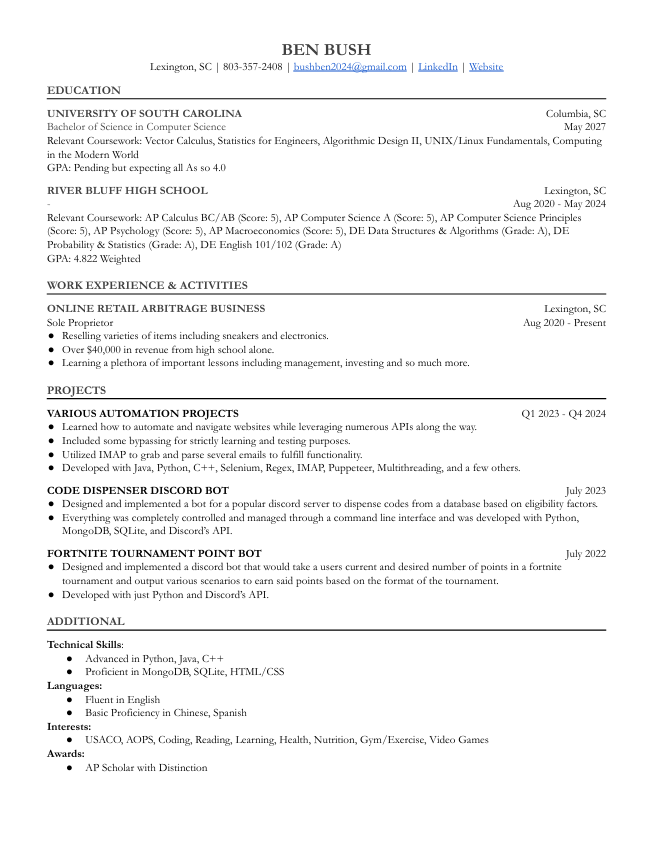 BEN BUSH
Lexington, SC | 803-357-2408 | bushben2024@gmail.com | LinkedIn | Website
EDUCATION
UNIVERSITY OF SOUTH CAROLINA Columbia, SC
Bachelor of Science in Computer Science May 2027
Relevant Coursework: Vector Calculus, Statistics for Engineers, Algorithmic Design II, UNIX/Linux Fundamentals, Computing
in the Modern World
GPA: Pending but expecting all As so 4.0
RIVER BLUFF HIGH SCHOOL Lexington, SC
- Aug 2020 - May 2024
Relevant Coursework: AP Calculus BC/AB (Score: 5), AP Computer Science A (Score: 5), AP Computer Science Principles
(Score: 5), AP Psychology (Score: 5), AP Macroeconomics (Score: 5), DE Data Structures & Algorithms (Grade: A), DE
Probability & Statistics (Grade: A), DE English 101/102 (Grade: A)
GPA: 4.822 Weighted
WORK EXPERIENCE & ACTIVITIES
ONLINE RETAIL ARBITRAGE BUSINESS Lexington, SC
Sole Proprietor Aug 2020 - Present
● Reselling varieties of items including sneakers and electronics.
● Over $40,000 in revenue from high school alone.
● Learning a plethora of important lessons including management, investing and so much more.
PROJECTS
VARIOUS AUTOMATION PROJECTS Q1 2023 - Q4 2024
● Learned how to automate and navigate websites while leveraging numerous APIs along the way.
● Included some bypassing for strictly learning and testing purposes.
● Utilized IMAP to grab and parse several emails to fulfill functionality.
● Developed with Java, Python, C++, Selenium, Regex, IMAP, Puppeteer, Multithreading, and a few others.
CODE DISPENSER DISCORD BOT July 2023
● Designed and implemented a bot for a popular discord server to dispense codes from a database based on eligibility factors.
● Everything was completely controlled and managed through a command line interface and was developed with Python,
MongoDB, SQLite, and Discord's API.
FORTNITE TOURNAMENT POINT BOT July 2022
● Designed and implemented a discord bot that would take a users current and desired number of points in a fortnite
tournament and output various scenarios to earn said points based on the format of the tournament.
● Developed with just Python and Discord's API.
ADDITIONAL
Technical Skills:
● Advanced in Python, Java, C++
● Proficient in MongoDB, SQLite, HTML/CSS
Languages:
● Fluent in English
● Basic Proficiency in Chinese, Spanish
Interests:
● USACO, AOPS, Coding, Reading, Learning, Health, Nutrition, Gym/Exercise, Video Games
Awards:
● AP Scholar with Distinction